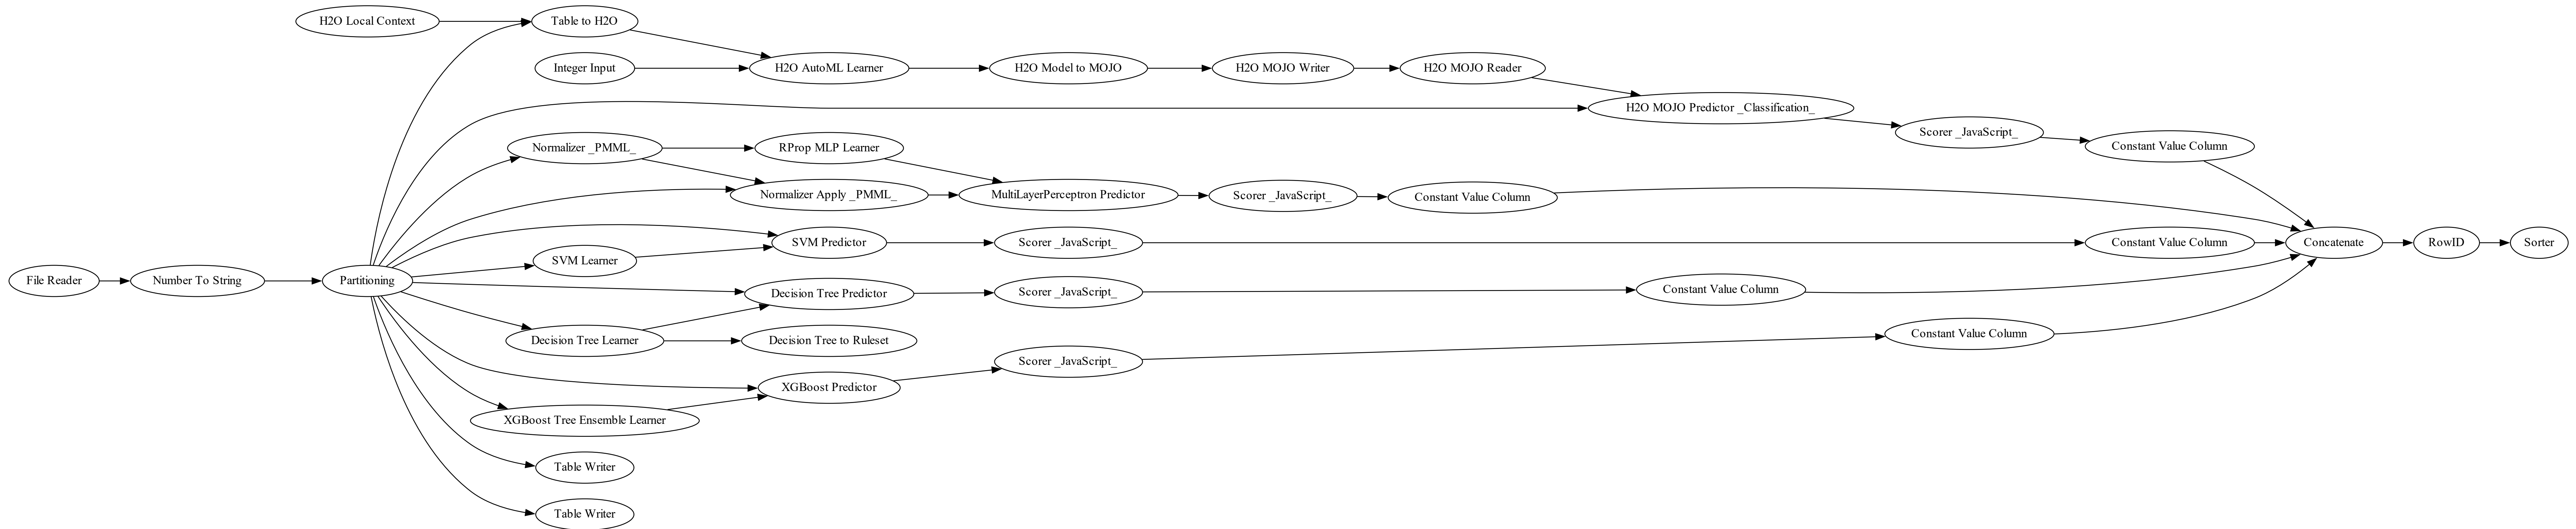 H2O Local Context
Table to H2O
Integer Input
H2O AutoML Learner
H2O Model to MOJO
H2O MOJO Writer
H2O MOJO Reader
H2O MOJO Predictor _Classification_
Scorer _JavaScript_
Constant Value Column
Normalizer _PMML_
RProp MLP Learner
Normalizer Apply _PMML_
MultiLayerPerceptron Predictor
Scorer _JavaScript_
Constant Value Column
SVM Predictor
Scorer _JavaScript_
Constant Value Column
Concatenate
RowID
Sorter
SVM Learner
File Reader
Number To String
Partitioning
Decision Tree Predictor
Scorer _JavaScript_
Constant Value Column
Decision Tree Learner
Decision Tree to Ruleset
Constant Value Column
Scorer _JavaScript_
XGBoost Predictor
XGBoost Tree Ensemble Learner
Table Writer
Table Writer